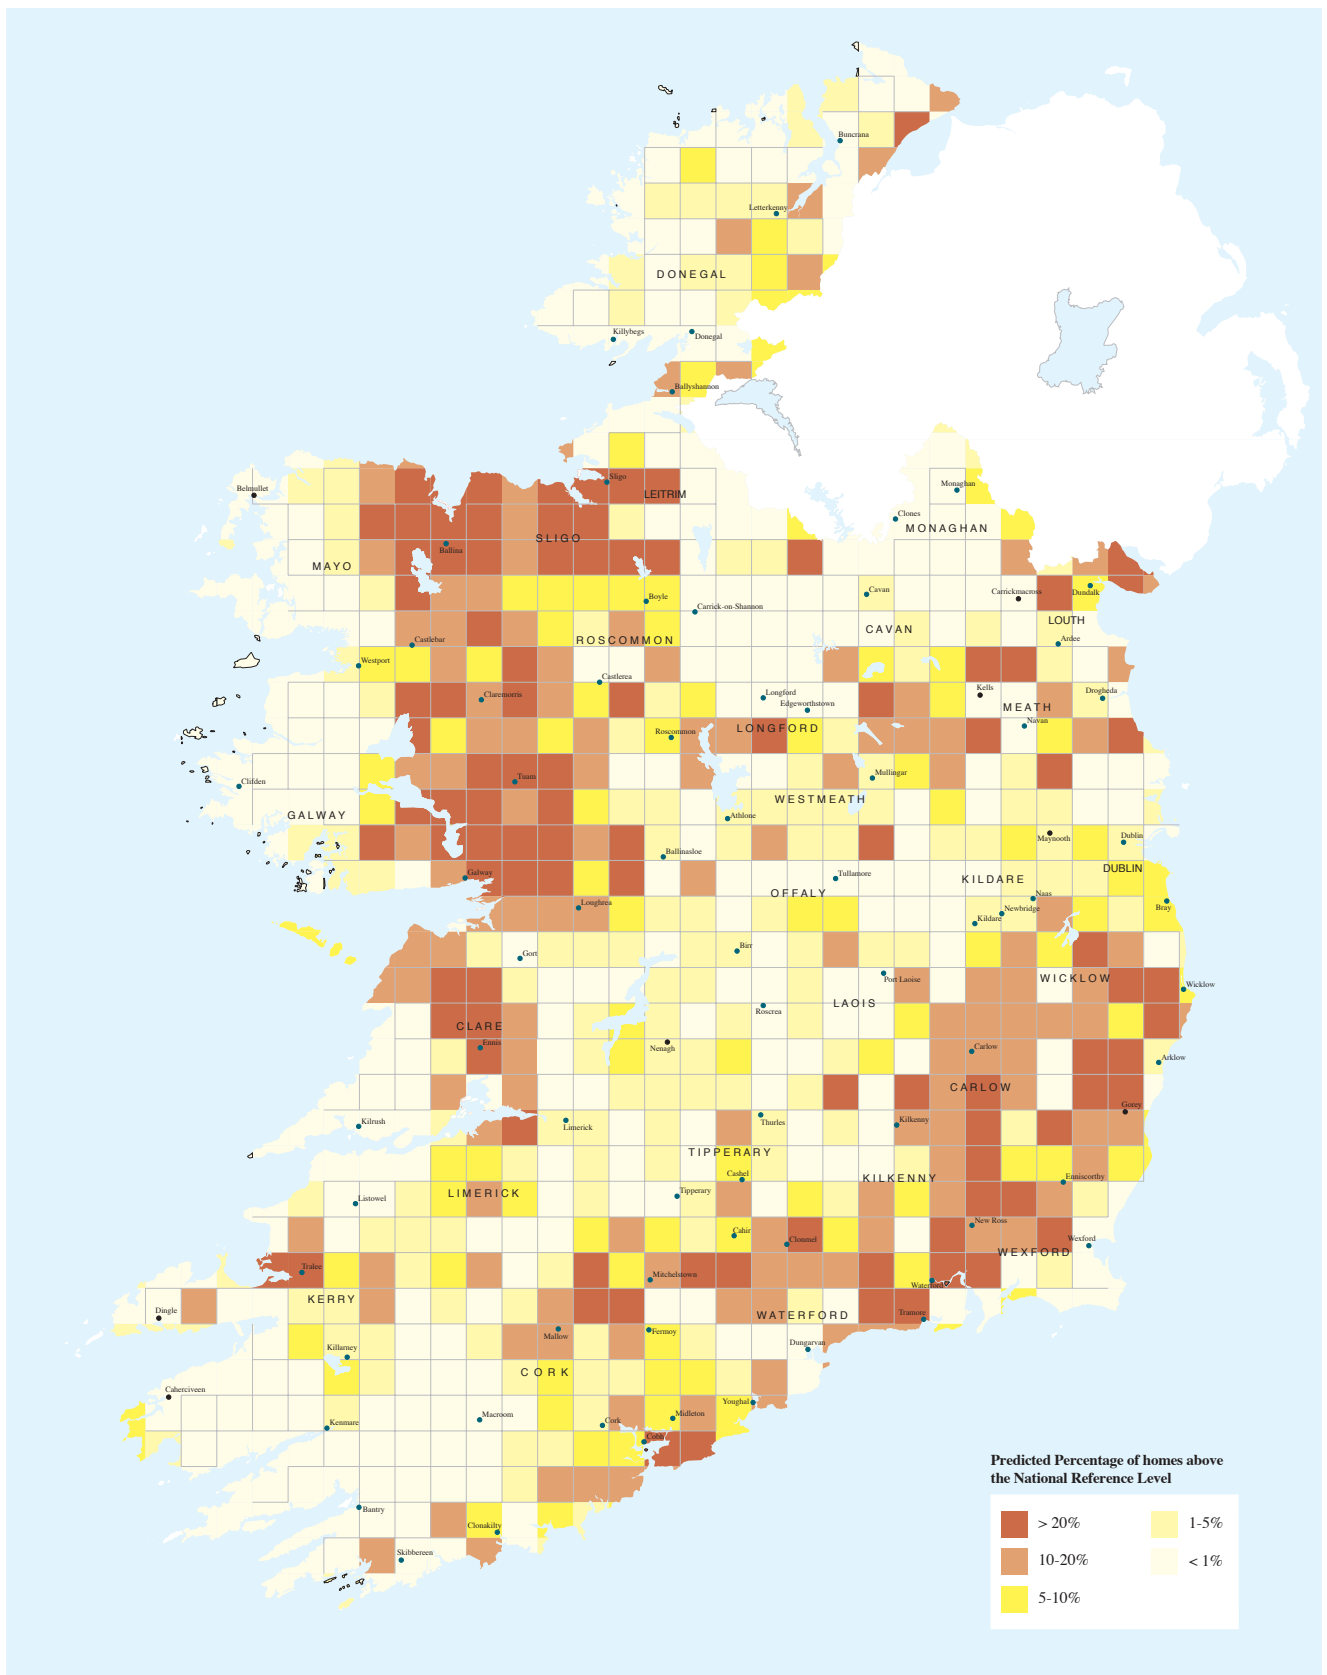 Buncrana
Letterkenny
DONEGAL
Killybegs
Donegal
Ballyshannon
Sligo
Belmullet
LEITRIM
Monaghan
Clones
MONAGHAN
SLIGO
Ballina
MAYO
Boyle
Carrick-on-Shannon
Cavan
Carrickmacross
Dundalk
LOUTH
CAVAN
Ardee
Castlebar
ROSCOMMON
Westport
Castlerea
Claremorris
Longford
Edgeworthstown
Kells
Drogheda
MEATH
Navan
Roscommon
LONGFORD
Clifden
Tuam
Mullingar
WESTMEATH
GALWAY
Athlone
Maynooth
Dublin
Ballinasloe
DUBLIN
Galway
Tullamore
KILDARE
OFFALY
Naas
Loughrea
Newbridge
Bray
Kildare
Gort
Birr
Port Laoise
WICKLOW
Wicklow
LAOIS
Roscrea
CLARE
Ennis
Nenagh
Carlow
Arklow
CARLOW
Gorey
Kilrush
Limerick
Thurles
Kilkenny
TIPPERARY
Cashel
KILKENNY
Enniscorthy
LIMERICK
Listowel
Tipperary
New Ross
Cahir
Clonmel
Wexford
WEXFORD
Tralee
Mitchelstown
Waterford
KERRY
Dingle
WATERFORD
Tramore
Mallow
Fermoy
Killarney
Dungarvan
CORK
Caherciveen
Youghal
Kenmare
Macroom
Cork
Midleton
Cobh
Bantry
Clonakilty
Skibbereen
Predicted Percentage of homes above
the National Reference Level
> 20%
1-5%
10-20%
< 1%
5-10%